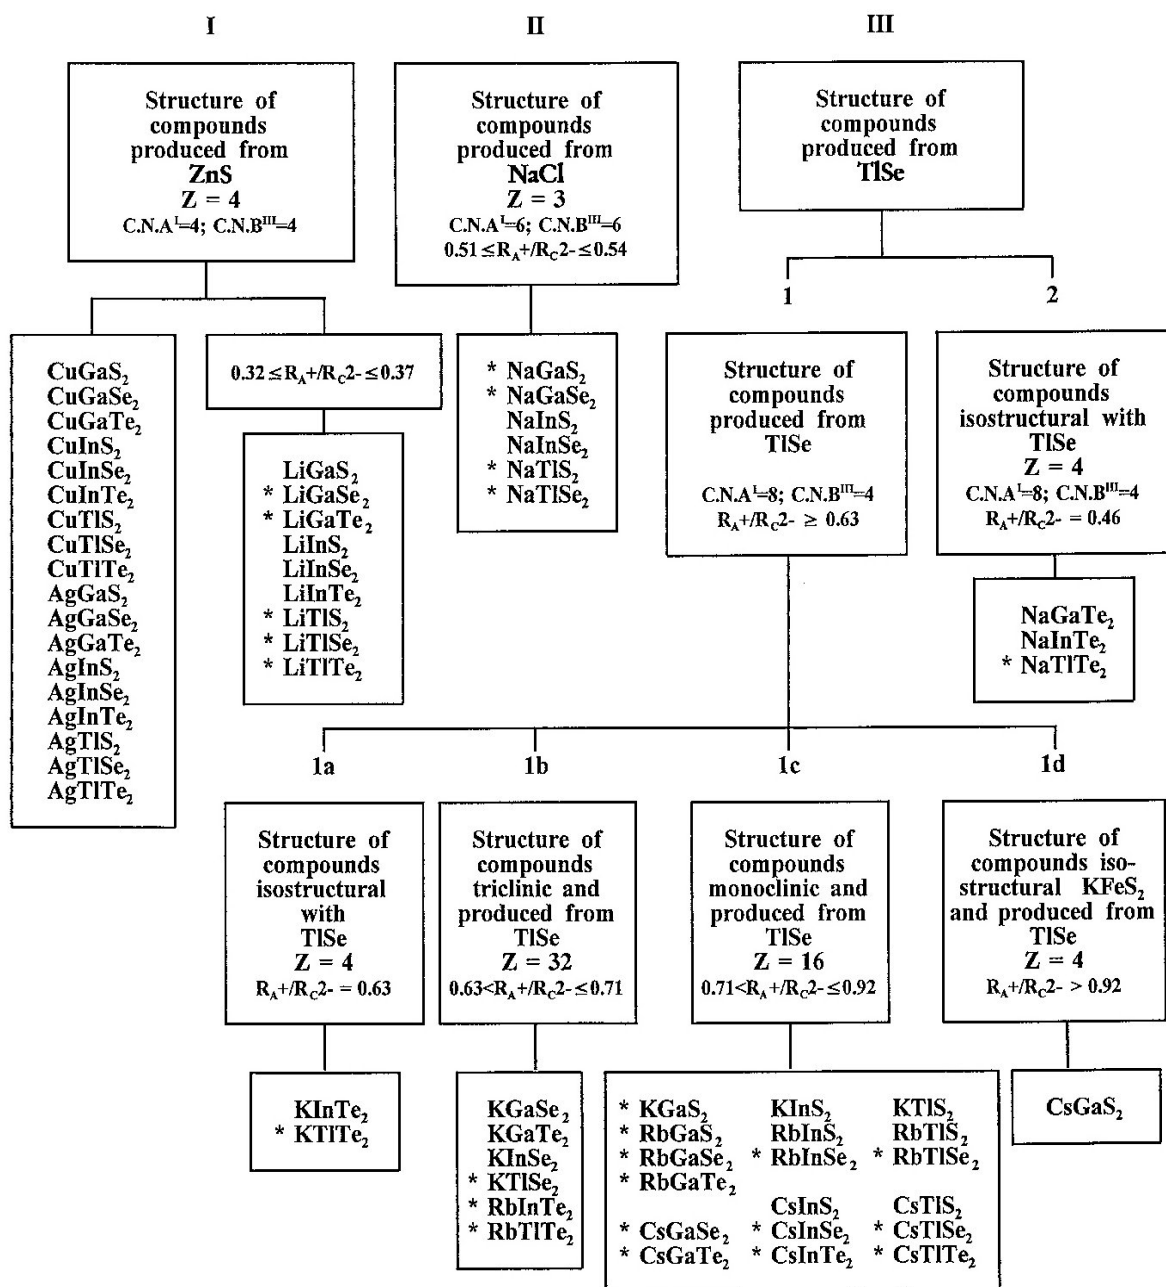 I
II
III
Structure of
compounds
produced from
ZnS
Z = 4
C.N.Aᴵ=4; C.N.Bᴵᴵᴵ=4
Structure of
compounds
produced from
NaCl
Z = 3
C.N.Aᴵ=6; C.N.Bᴵᴵᴵ=6
0.51 ≤ R_A+/R_C2- ≤ 0.54
Structure of
compounds
produced from
TlSe
1
2
CuGaS₂
CuGaSe₂
CuGaTe₂
CuInS₂
CuInSe₂
CuInTe₂
CuTlS₂
CuTlSe₂
CuTlTe₂
AgGaS₂
AgGaSe₂
AgGaTe₂
AgInS₂
AgInSe₂
AgInTe₂
AgTlS₂
AgTlSe₂
AgTlTe₂
0.32 ≤ R_A+/R_C2- ≤ 0.37
LiGaS₂
* LiGaSe₂
* LiGaTe₂
LiInS₂
LiInSe₂
LiInTe₂
* LiTlS₂
* LiTlSe₂
* LiTlTe₂
* NaGaS₂
* NaGaSe₂
NaInS₂
NaInSe₂
* NaTlS₂
* NaTlSe₂
Structure of
compounds
produced from
TlSe
C.N.Aᴵ=8; C.N.Bᴵᴵᴵ=4
R_A+/R_C2- ≥ 0.63
Structure of
compounds
isostructural with
TlSe
Z = 4
C.N.Aᴵ=8; C.N.Bᴵᴵᴵ=4
R_A+/R_C2- = 0.46
NaGaTe₂
NaInTe₂
* NaTlTe₂
1a
1b
1c
1d
Structure of
compounds
isostructural
with
TlSe
Z = 4
R_A+/R_C2- = 0.63
Structure of
compounds
triclinic and
produced from
TlSe
Z = 32
0.63<R_A+/R_C2- ≤ 0.71
Structure of
compounds
monoclinic and
produced from
TlSe
Z = 16
0.71<R_A+/R_C2- ≤ 0.92
Structure of
compounds iso-
structural KFeS₂
and produced from
TlSe
Z = 4
R_A+/R_C2- > 0.92
KInTe₂
* KTlTe₂
KGaSe₂
KGaTe₂
KInSe₂
* KTlSe₂
* RbInTe₂
* RbTlTe₂
* KGaS₂ KInS₂ KTlS₂
* RbGaS₂ RbInS₂ RbTlS₂
* RbGaSe₂ * RbInSe₂ * RbTlSe₂
* RbGaTe₂
CsInS₂ CsTlS₂
* CsGaSe₂ * CsInSe₂ * CsTlSe₂
* CsGaTe₂ * CsInTe₂ * CsTlTe₂
CsGaS₂